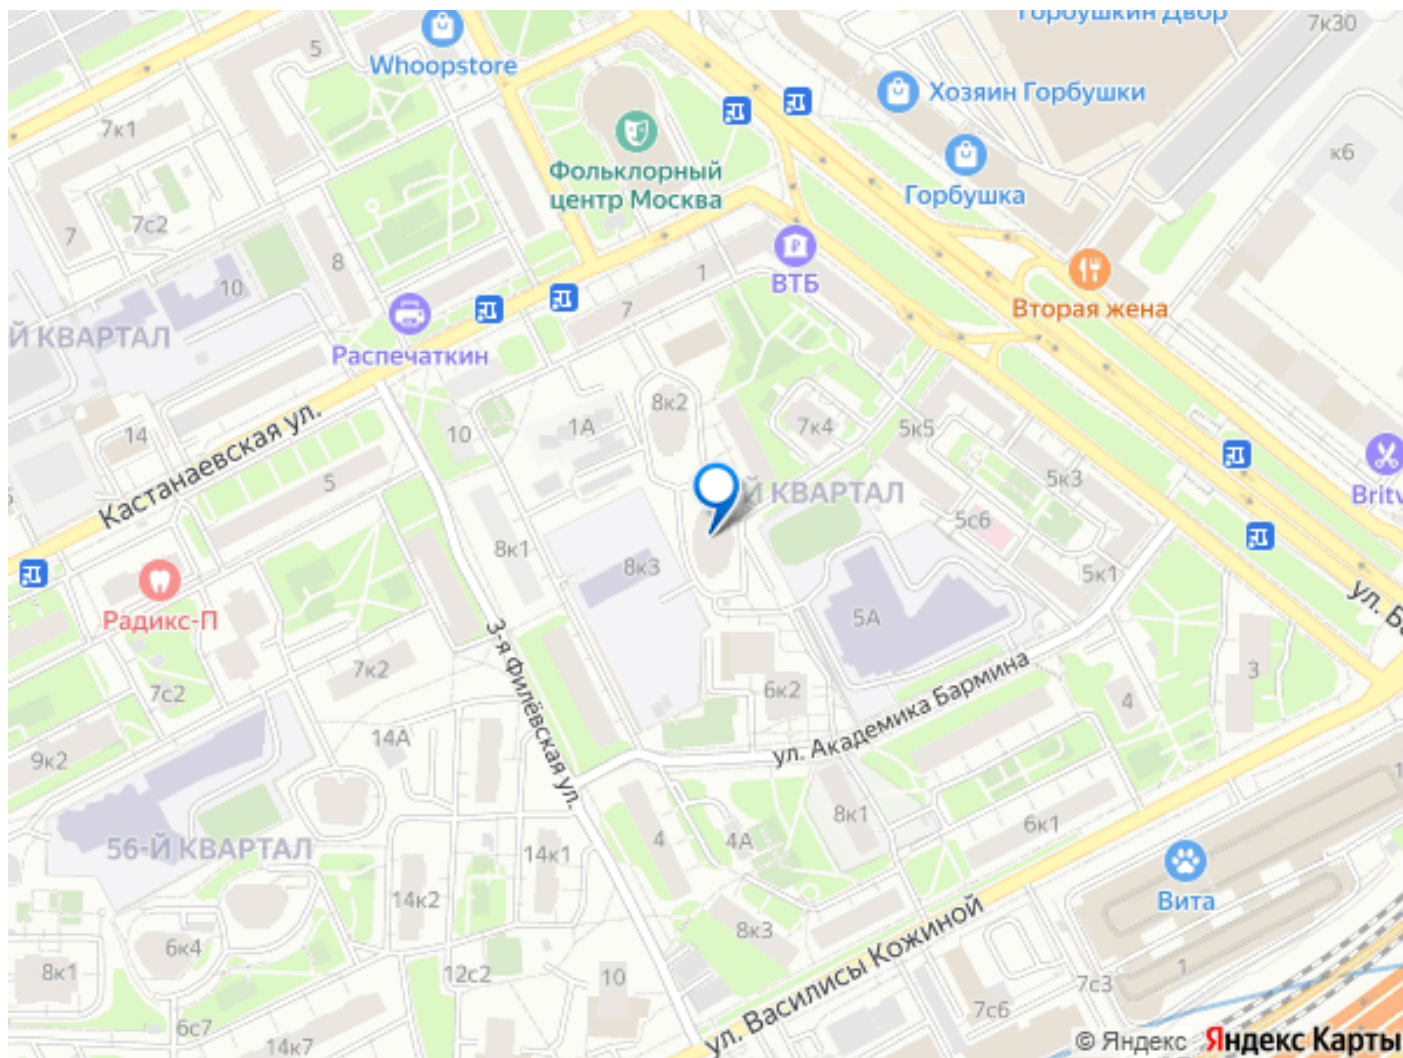 Горбушкин Двор
7к30
5
Whoopstore
Хозяин Горбушки
7к1
к6
Фольклорный
центр Москва
Горбушка
7с2
7
8
10
1
ВТБ
Вторая жена
7
Й КВАРТАЛ
Распечаткин
8к2
14
10
1А
7к4
5к5
Кастанаевская ул.
5
5к3
Й КВАРТАЛ
5с6
8к1
8к3
5к1
Радикс-П
5А
ул. Ба
3-я Филёвская ул.
7к2
7с2
6к2
ул. Академика Бармина
4
3
14А
9к2
8к1
6к1
4
4А
56-Й КВАРТАЛ
14к1
Вита
14к2
8к3
6к4
ул. Василисы Кожиной
8к1
12с2
10
7с3
1
7с6
6с7
14к7
© Яндекс Яндекс Карты